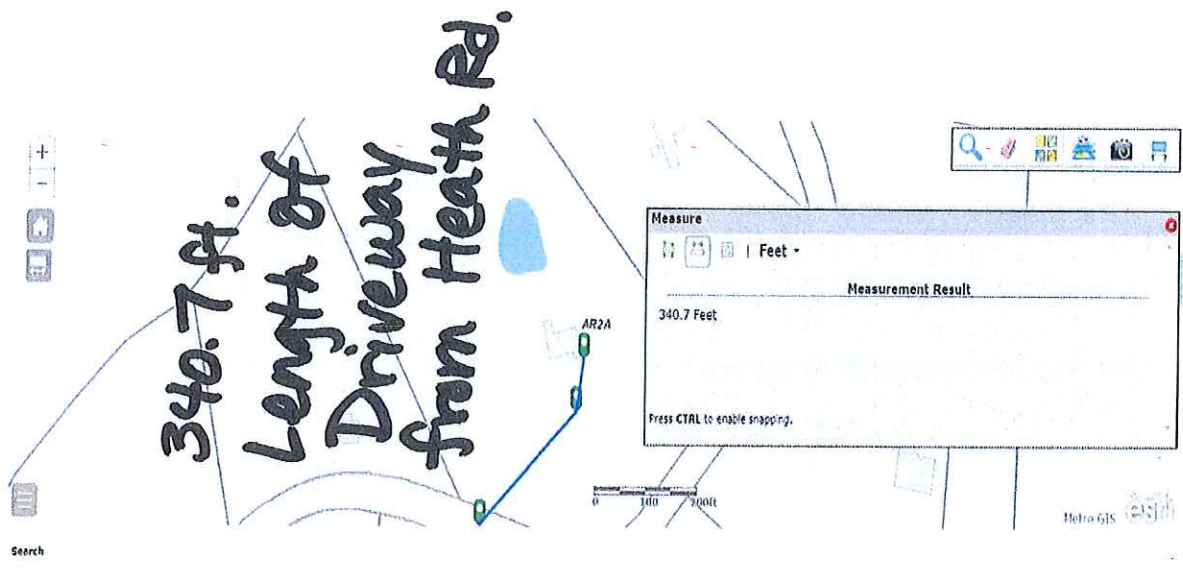 340.7 ft.
Length of
Driveway
from Heath Rd.
+
-
Measure
| Feet
Measurement Result
340.7 Feet
Press CTRL to enable snapping.
AR2A
0 100 200ft
Metro GIS esri
Search